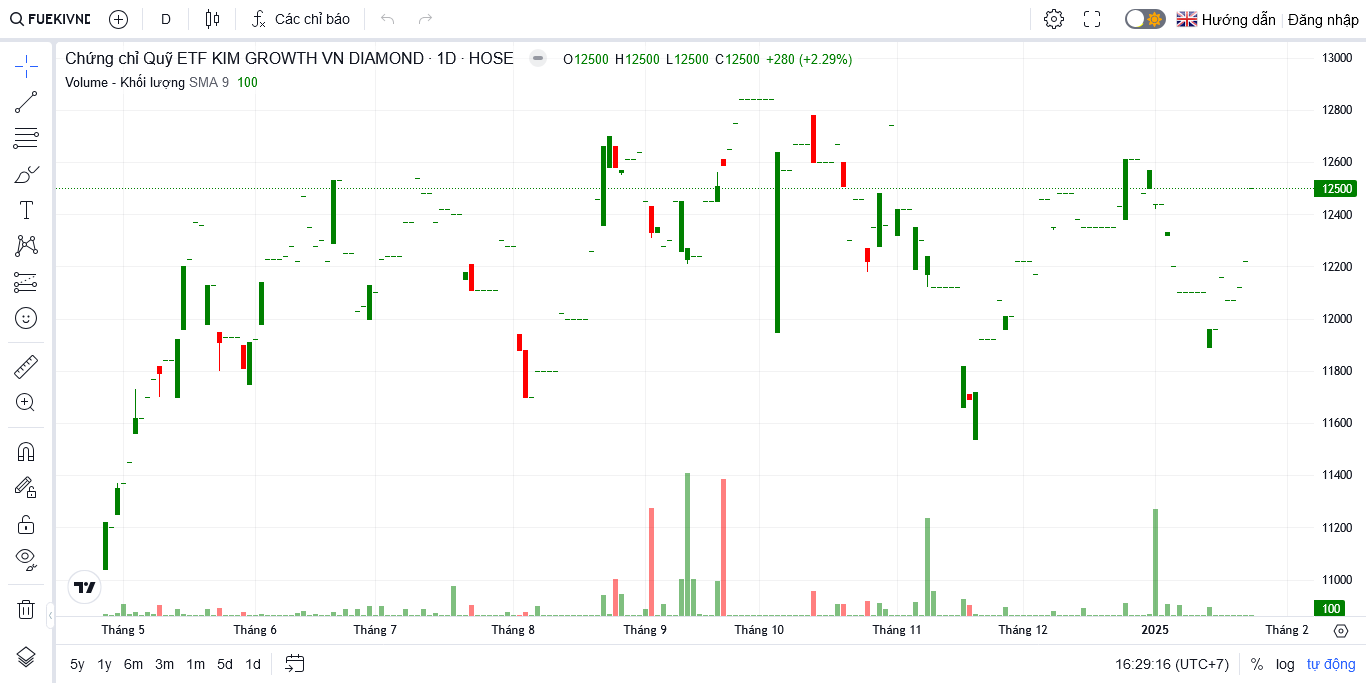 FUEKIVND
D
Các chỉ báo
Hướng dẫn
Đăng nhập
Chứng chỉ Quỹ ETF KIM GROWTH VN DIAMOND · 1D · HOSE
O12500 H12500 L12500 C12500 +280 (+2.29%)
Volume - Khối lượng SMA 9 100
13000
12800
12600
12500
12400
12200
12000
11800
11600
11400
11200
11000
100
Tháng 5 Tháng 6 Tháng 7 Tháng 8 Tháng 9 Tháng 10 Tháng 11 Tháng 12 2025 Tháng 2
5y 1y 6m 3m 1m 5d 1d
16:29:16 (UTC+7) % log tự động